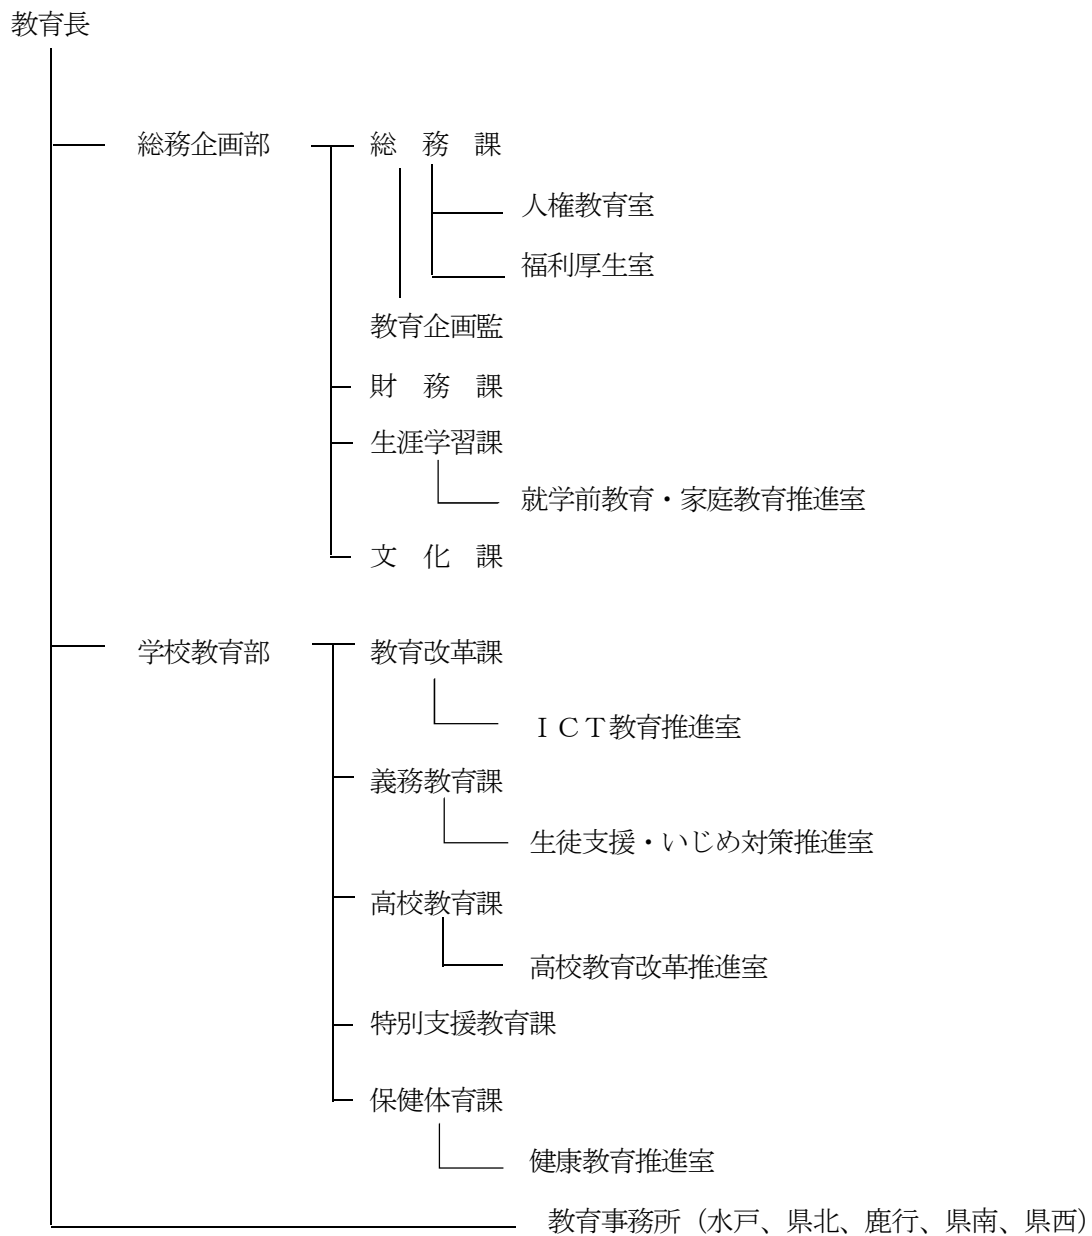 教育長
総務企画部 総　務　課
人権教育室
福利厚生室
教育企画監
財　務　課
生涯学習課
就学前教育・家庭教育推進室
文　化　課
学校教育部 教育改革課
ＩＣＴ教育推進室
義務教育課
生徒支援・いじめ対策推進室
高校教育課
高校教育改革推進室
特別支援教育課
保健体育課
健康教育推進室
教育事務所（水戸、県北、鹿行、県南、県西）